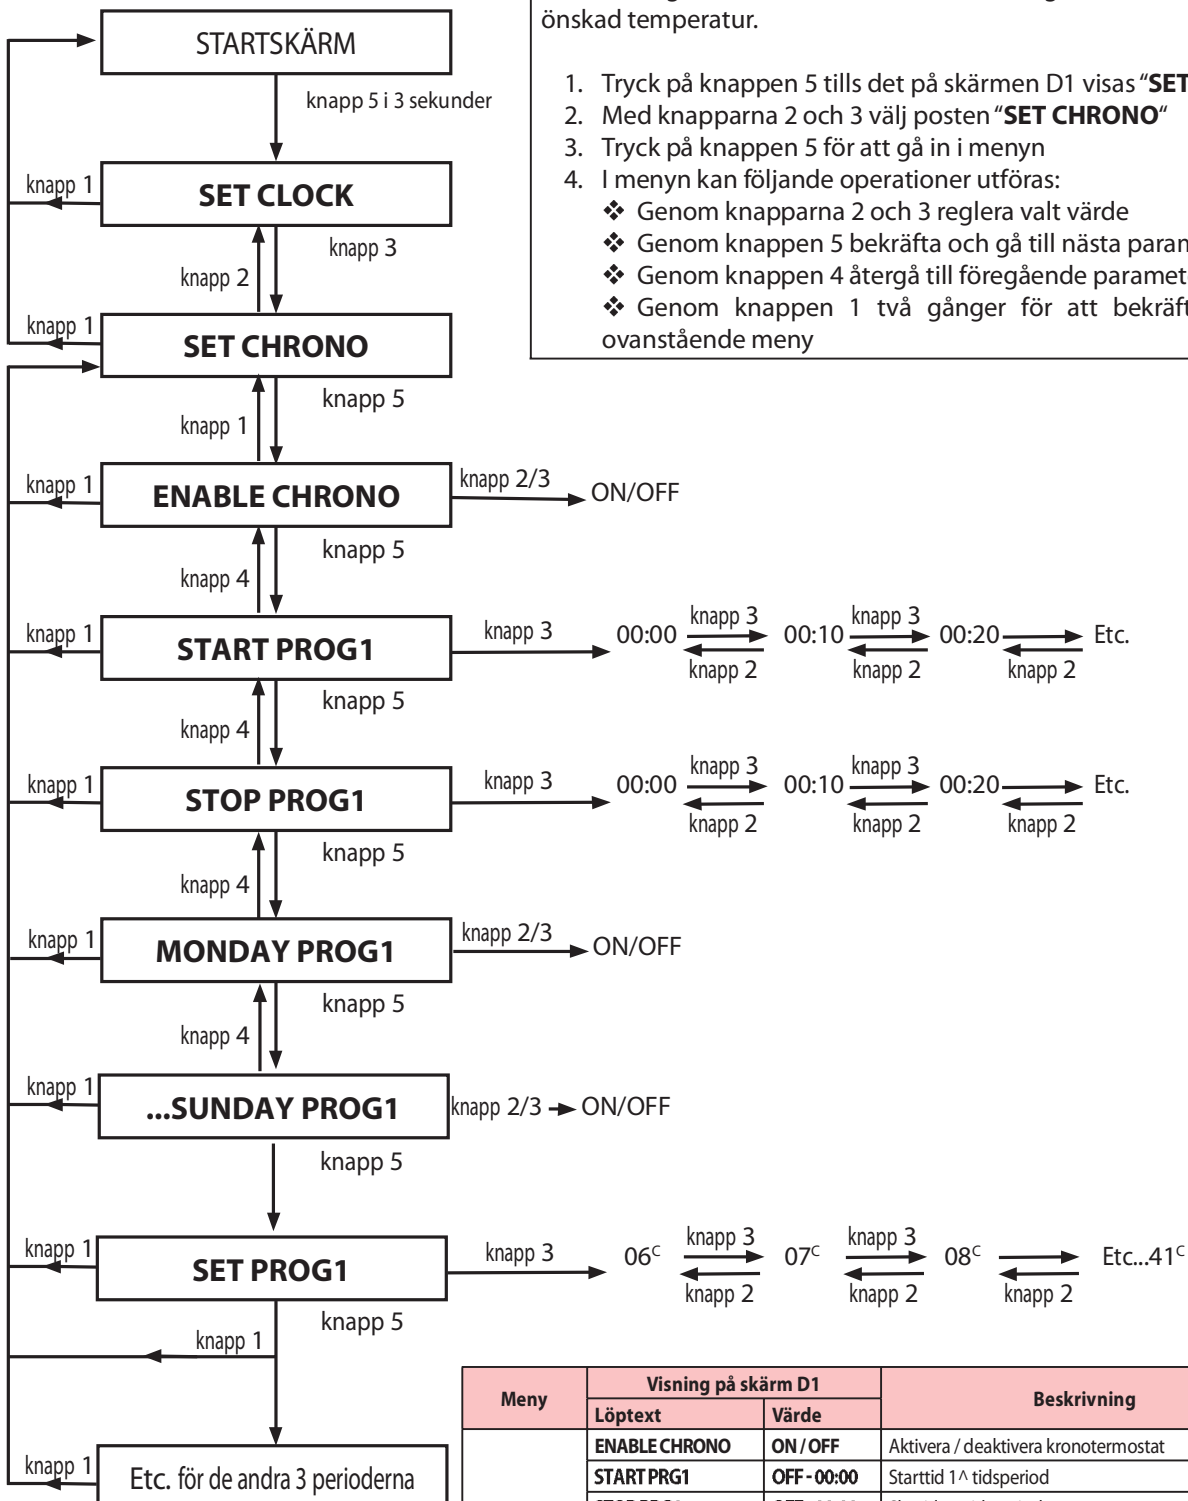 önskad temperatur.
1. Tryck på knappen 5 tills det på skärmen D1 visas “SET
2. Med knapparna 2 och 3 välj posten “SET CHRONO“
3. Tryck på knappen 5 för att gå in i menyn
4. I menyn kan följande operationer utföras:
❖ Genom knapparna 2 och 3 reglera valt värde
❖ Genom knappen 5 bekräfta och gå till nästa param
❖ Genom knappen 4 återgå till föregående paramet
❖ Genom knappen 1 två gånger för att bekräft
ovanstående meny
STARTSKÄRM
knapp 5 i 3 sekunder
knapp 1
SET CLOCK
knapp 3
knapp 2
knapp 1
SET CHRONO
knapp 5
knapp 1
knapp 1
ENABLE CHRONO
knapp 2/3
ON/OFF
knapp 5
knapp 4
knapp 1
START PROG1
knapp 3
00:00
knapp 3
knapp 2
00:10
knapp 3
knapp 2
00:20
knapp 2
Etc.
knapp 5
knapp 4
knapp 1
STOP PROG1
knapp 3
00:00
knapp 3
knapp 2
00:10
knapp 3
knapp 2
00:20
knapp 2
Etc.
knapp 5
knapp 4
knapp 1
MONDAY PROG1
knapp 2/3
ON/OFF
knapp 5
knapp 4
knapp 1
...SUNDAY PROG1
knapp 2/3
ON/OFF
knapp 5
knapp 1
SET PROG1
knapp 3
06ᶜ
knapp 3
knapp 2
07ᶜ
knapp 3
knapp 2
08ᶜ
knapp 2
Etc...41ᶜ
knapp 5
knapp 1
knapp 1
Etc. för de andra 3 perioderna
Meny
Visning på skärm D1
Beskrivning
Löptext
Värde
ENABLE CHRONO
ON / OFF
Aktivera / deaktivera kronotermostat
START PRG1
OFF - 00:00
Starttid 1^ tidsperiod